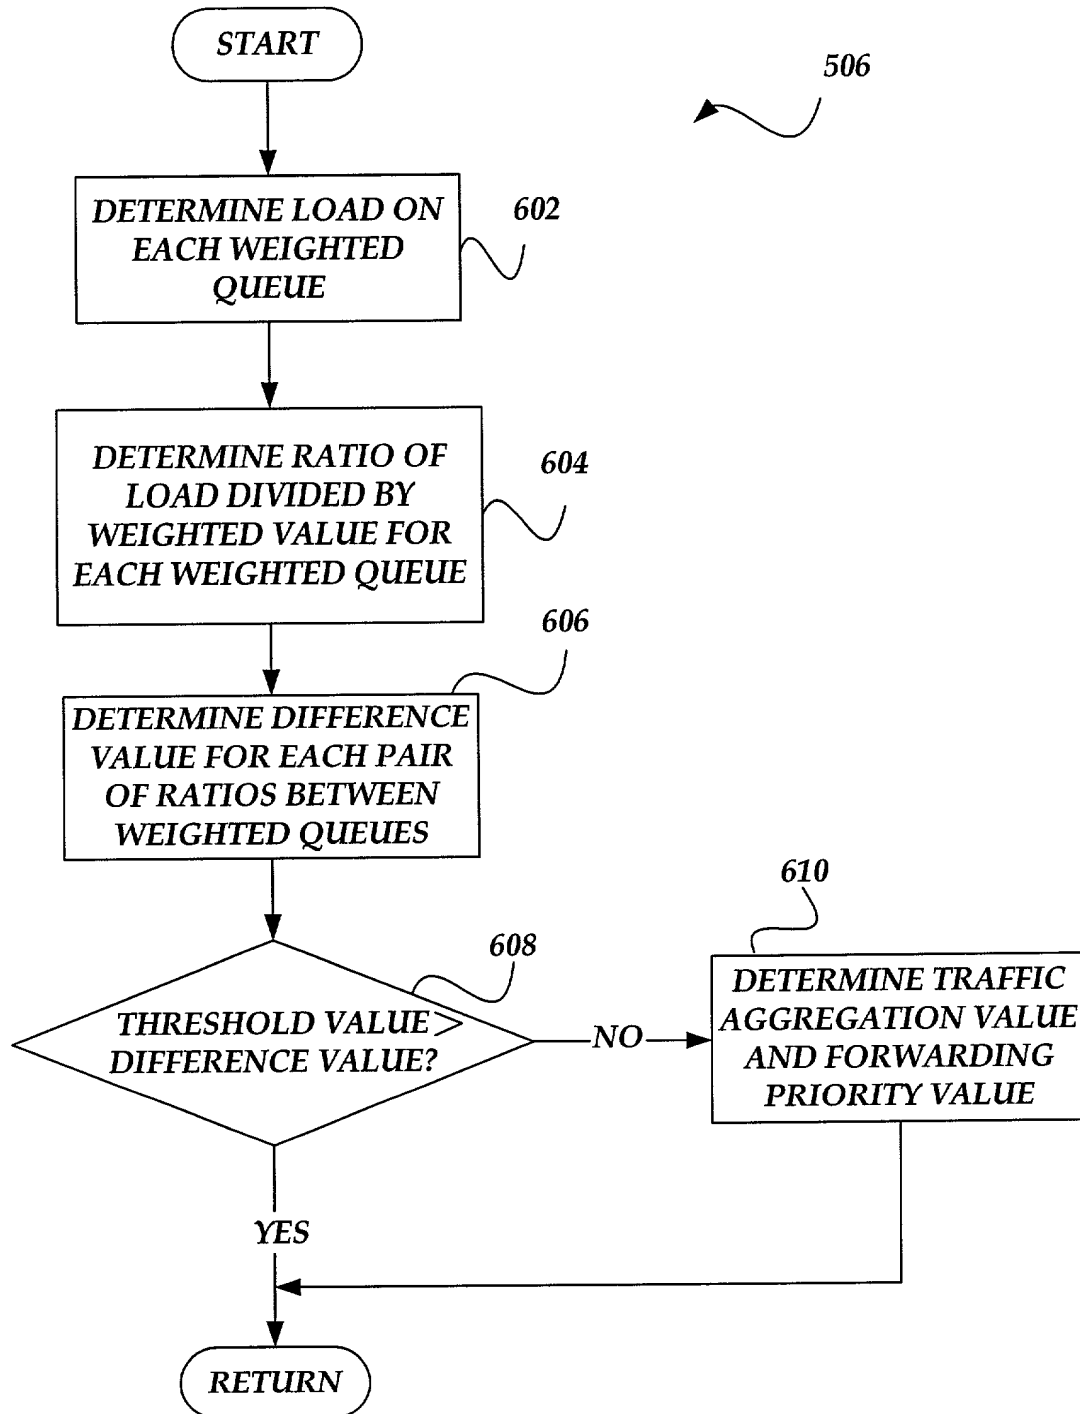 START
506
DETERMINE LOAD ON
EACH WEIGHTED
QUEUE
602
DETERMINE RATIO OF
LOAD DIVIDED BY
WEIGHTED VALUE FOR
EACH WEIGHTED QUEUE
604
606
DETERMINE DIFFERENCE
VALUE FOR EACH PAIR
OF RATIOS BETWEEN
WEIGHTED QUEUES
608
THRESHOLD VALUE >
DIFFERENCE VALUE?
NO
610
DETERMINE TRAFFIC
AGGREGATION VALUE
AND FORWARDING
PRIORITY VALUE
YES
RETURN